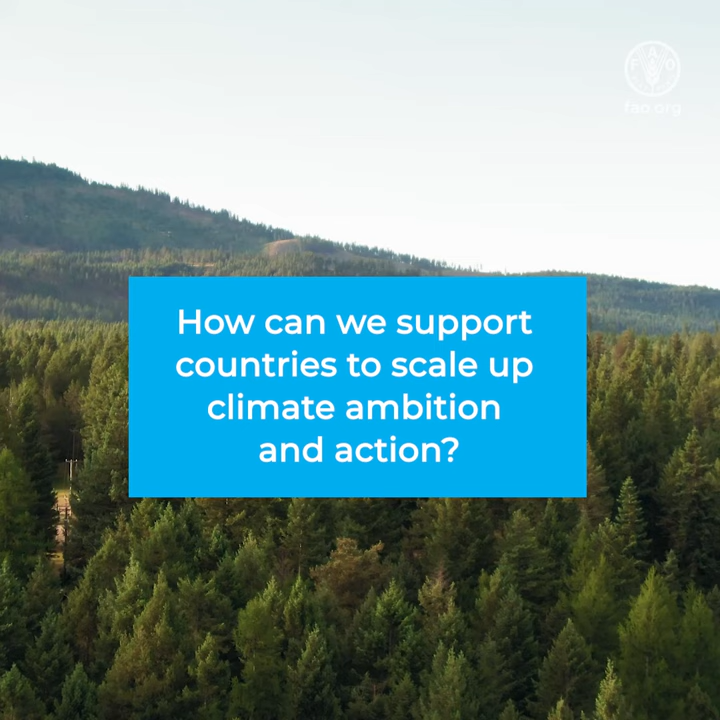 F A O
fao.org
How can we support
countries to scale up
climate ambition
and action?